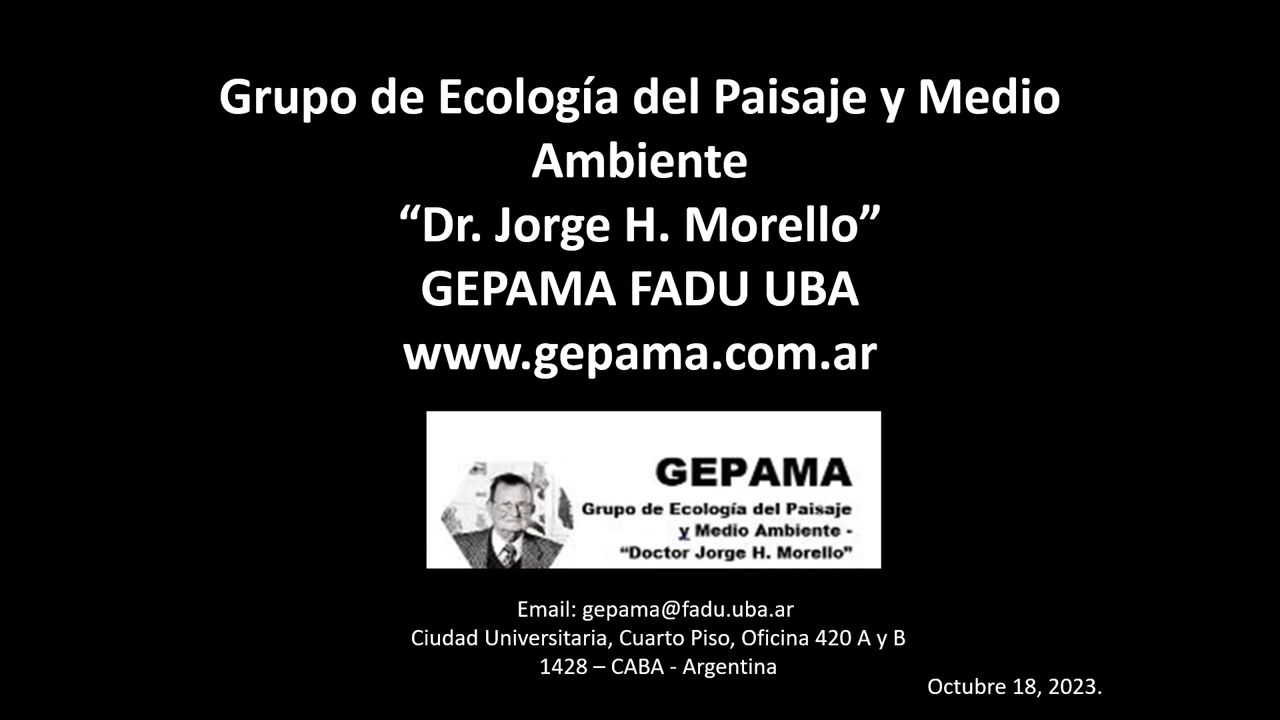 Grupo de Ecología del Paisaje y Medio
Ambiente
“Dr. Jorge H. Morello”
GEPAMA FADU UBA
www.gepama.com.ar
GEPAMA
Grupo de Ecología del Paisaje
y Medio Ambiente -
“Doctor Jorge H. Morello”
Email: gepama@fadu.uba.ar
Ciudad Universitaria, Cuarto Piso, Oficina 420 A y B
1428 – CABA - Argentina
Octubre 18, 2023.